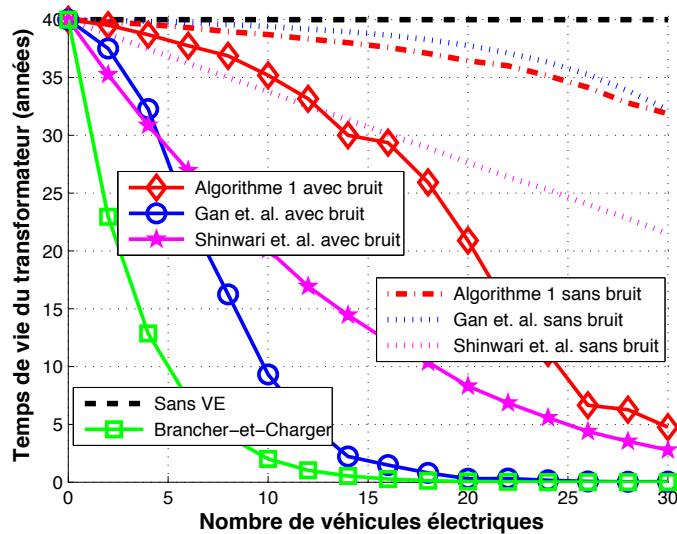 Temps de vie du transformateur (années)
40
35
30
25
20
15
10
5
0
Algorithme 1 avec bruit
Gan et. al. avec bruit
Shinwari et. al. avec bruit
Algorithme 1 sans bruit
Gan et. al. sans bruit
Shinwari et. al. sans bruit
Sans VE
Brancher-et-Charger
0 5 10 15 20 25 30
Nombre de véhicules électriques